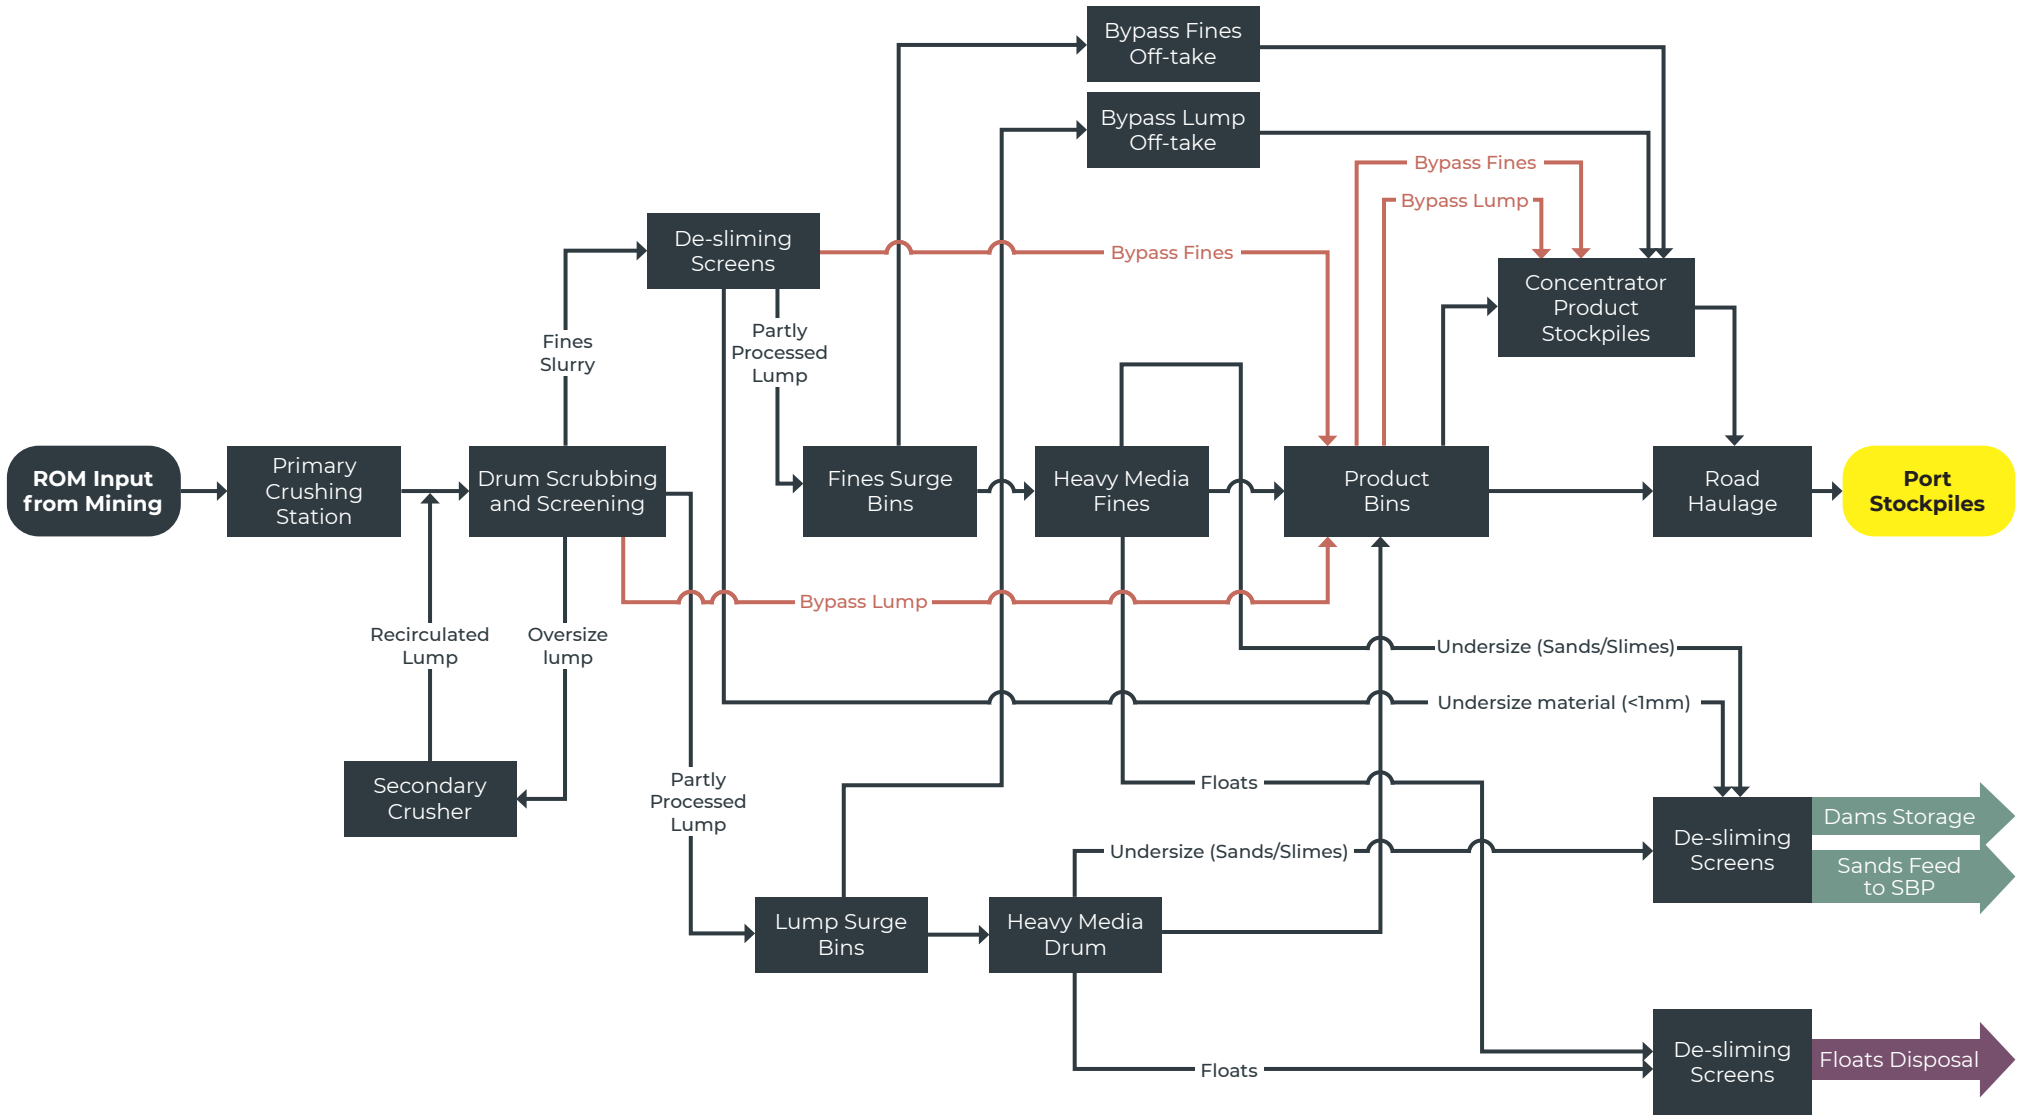 Bypass Fines
Off-take
Bypass Lump
Off-take
Bypass Fines
Bypass Lump
De-sliming
Screens
Bypass Fines
Concentrator
Product
Stockpiles
Fines
Slurry
Partly
Processed
Lump
ROM Input
from Mining
Primary
Crushing
Station
Drum Scrubbing
and Screening
Fines Surge
Bins
Heavy Media
Fines
Product
Bins
Road
Haulage
Port
Stockpiles
Bypass Lump
Recirculated
Lump
Oversize
lump
Undersize (Sands/Slimes)
Undersize material (<1mm)
Secondary
Crusher
Partly
Processed
Lump
Floats
De-sliming
Screens
Dams Storage
Sands Feed
to SBP
Undersize (Sands/Slimes)
Lump Surge
Bins
Heavy Media
Drum
Floats
De-sliming
Screens
Floats Disposal